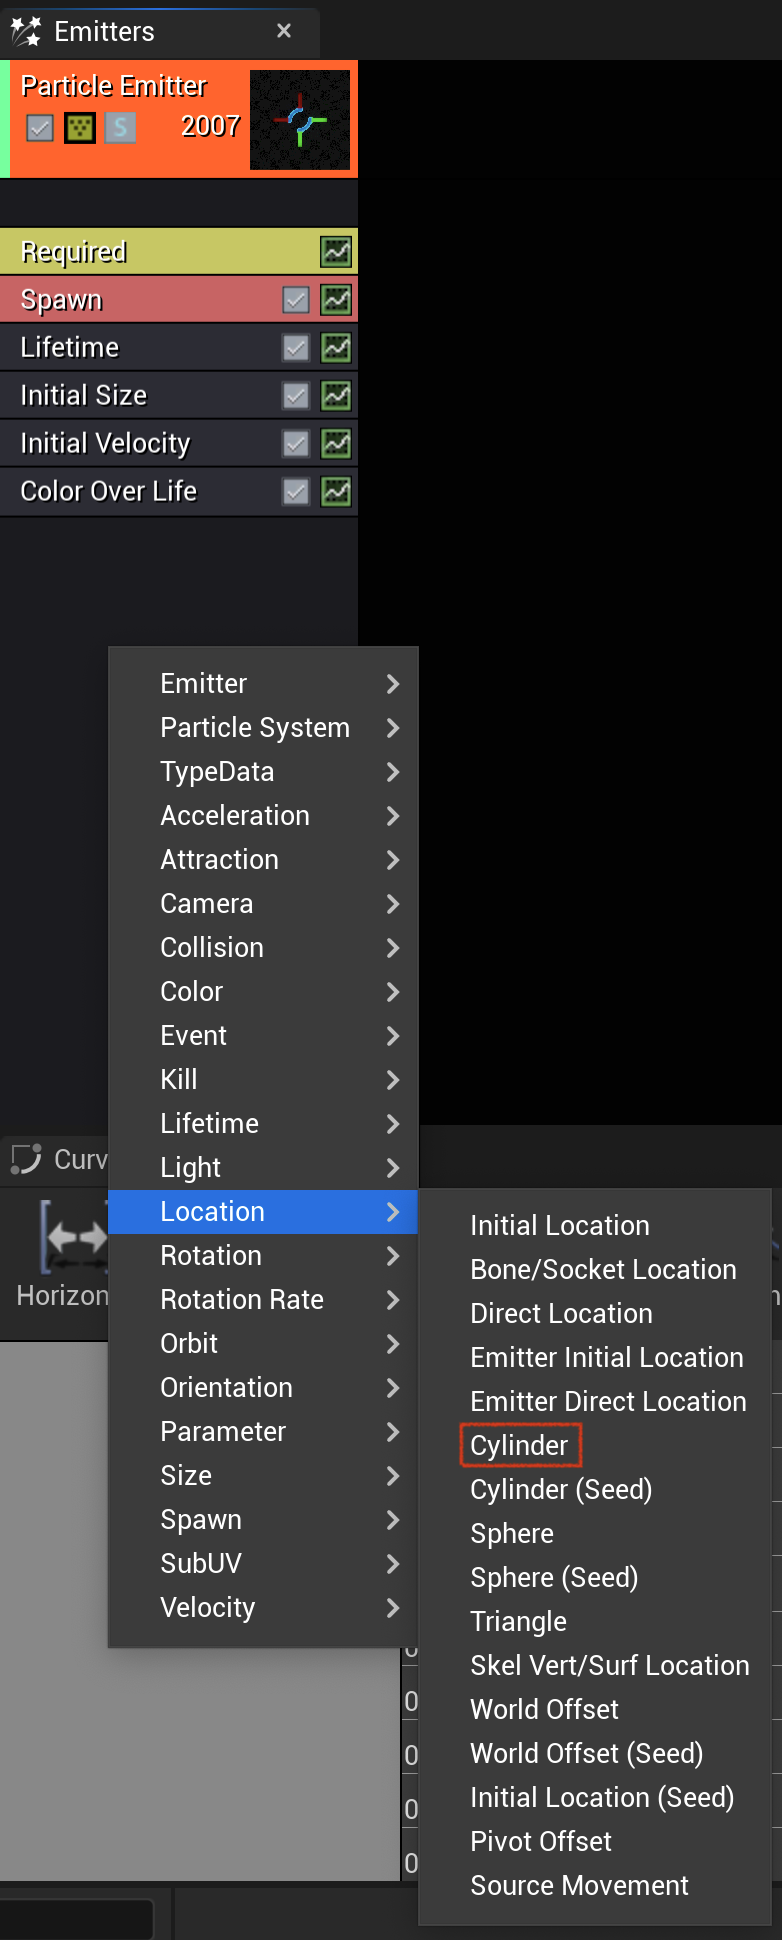 Emitters
Particle Emitter
S
2007
Required
Spawn
Lifetime
Initial Size
Initial Velocity
Color Over Life
Emitter
Particle System
TypeData
Acceleration
Attraction
Camera
Collision
Color
Event
Kill
Lifetime
Light
Location
Rotation
Rotation Rate
Orbit
Orientation
Parameter
Size
Spawn
SubUV
Velocity
Curv
Horizon
Initial Location
Bone/Socket Location
Direct Location
Emitter Initial Location
Emitter Direct Location
Cylinder
Cylinder (Seed)
Sphere
Sphere (Seed)
Triangle
Skel Vert/Surf Location
World Offset
World Offset (Seed)
Initial Location (Seed)
Pivot Offset
Source Movement
0
0
0
0